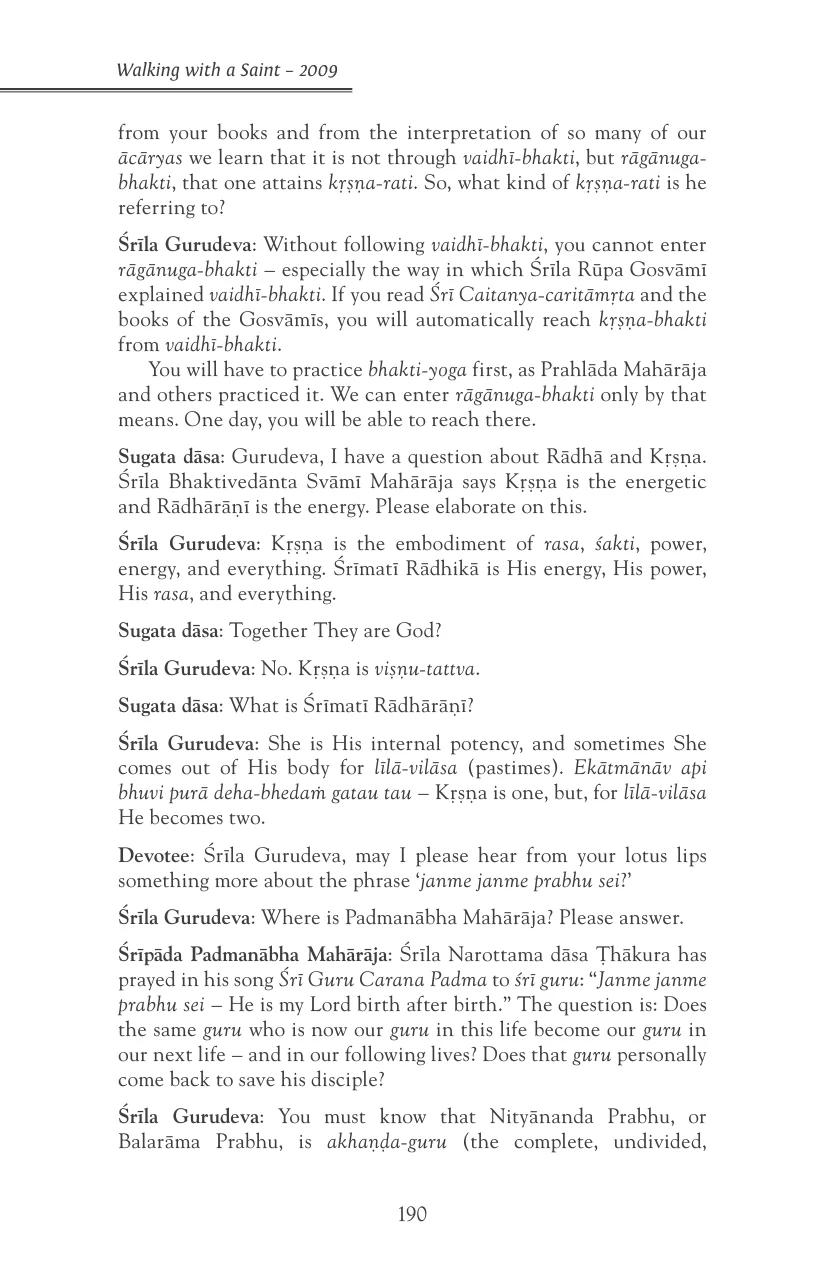 Walking with a Saint – 2009
from your books and from the interpretation of so many of our
ācāryas we learn that it is not through vaidhī-bhakti, but rāgānuga-
bhakti, that one attains kṛṣṇa-rati. So, what kind of kṛṣṇa-rati is he
referring to?
Śrīla Gurudeva: Without following vaidhī-bhakti, you cannot enter
rāgānuga-bhakti – especially the way in which Śrīla Rūpa Gosvāmī
explained vaidhī-bhakti. If you read Śrī Caitanya-caritāmṛta and the
books of the Gosvāmīs, you will automatically reach kṛṣṇa-bhakti
from vaidhī-bhakti.
You will have to practice bhakti-yoga first, as Prahlāda Mahārāja
and others practiced it. We can enter rāgānuga-bhakti only by that
means. One day, you will be able to reach there.
Sugata dāsa: Gurudeva, I have a question about Rādhā and Kṛṣṇa.
Śrīla Bhaktivedānta Svāmī Mahārāja says Kṛṣṇa is the energetic
and Rādhārāṇī is the energy. Please elaborate on this.
Śrīla Gurudeva: Kṛṣṇa is the embodiment of rasa, śakti, power,
energy, and everything. Śrīmatī Rādhikā is His energy, His power,
His rasa, and everything.
Sugata dāsa: Together They are God?
Śrīla Gurudeva: No. Kṛṣṇa is viṣṇu-tattva.
Sugata dāsa: What is Śrīmatī Rādhārāṇī?
Śrīla Gurudeva: She is His internal potency, and sometimes She
comes out of His body for līlā-vilāsa (pastimes). Ekātmānāv api
bhuvi purā deha-bhedaṁ gatau tau – Kṛṣṇa is one, but, for līlā-vilāsa
He becomes two.
Devotee: Śrīla Gurudeva, may I please hear from your lotus lips
something more about the phrase ‘janme janme prabhu sei?’
Śrīla Gurudeva: Where is Padmanābha Mahārāja? Please answer.
Śrīpāda Padmanābha Mahārāja: Śrīla Narottama dāsa Ṭhākura has
prayed in his song Śrī Guru Carana Padma to śrī guru: “Janme janme
prabhu sei – He is my Lord birth after birth.” The question is: Does
the same guru who is now our guru in this life become our guru in
our next life – and in our following lives? Does that guru personally
come back to save his disciple?
Śrīla Gurudeva: You must know that Nityānanda Prabhu, or
Balarāma Prabhu, is akhaṇḍa-guru (the complete, undivided,
190